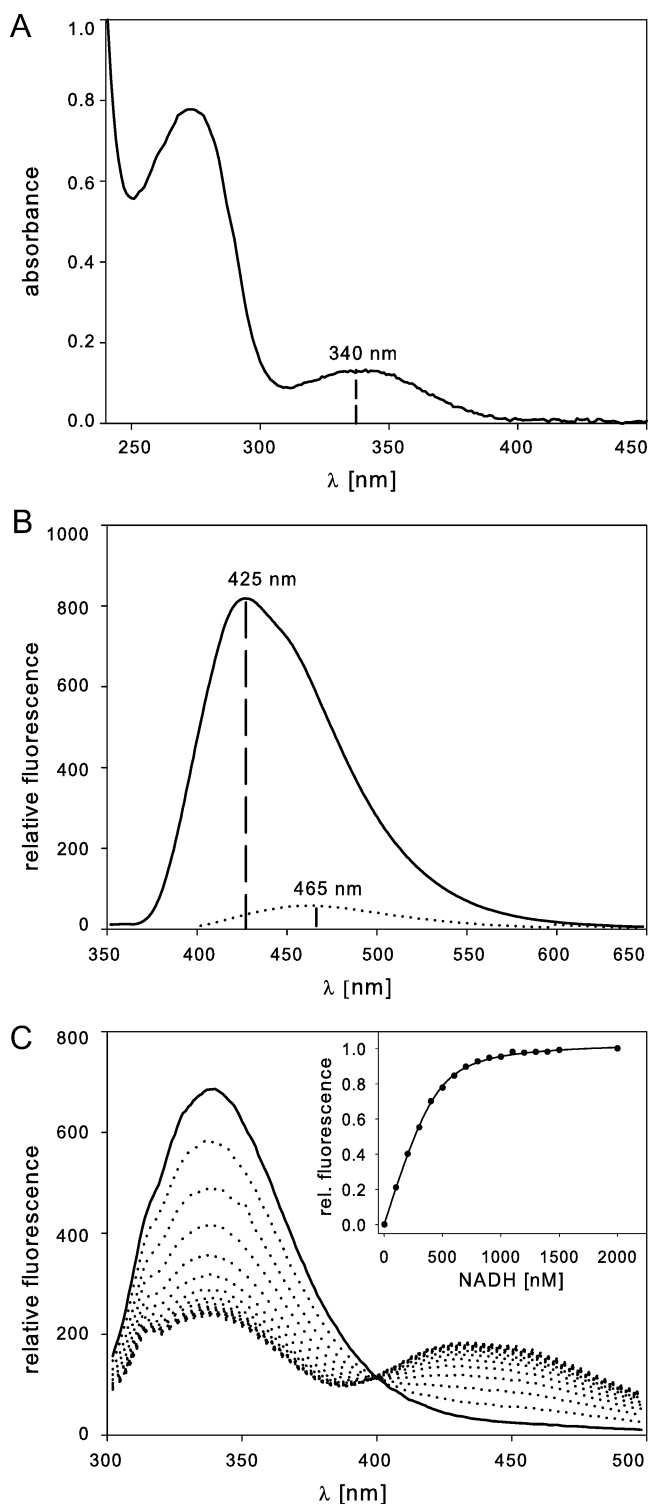 A
1.0
0.8
0.6
0.4
0.2
0.0
absorbance
340 nm
250 300 350 400 450
λ [nm]
B
1000
800
600
400
200
0
relative fluorescence
425 nm
465 nm
350 400 450 500 550 600 650
λ [nm]
C
800
600
400
200
0
relative fluorescence
1.0
0.8
0.6
0.4
0.2
0.0
rel. fluorescence
0 500 1000 1500 2000
NADH [nM]
300 350 400 450 500
λ [nm]